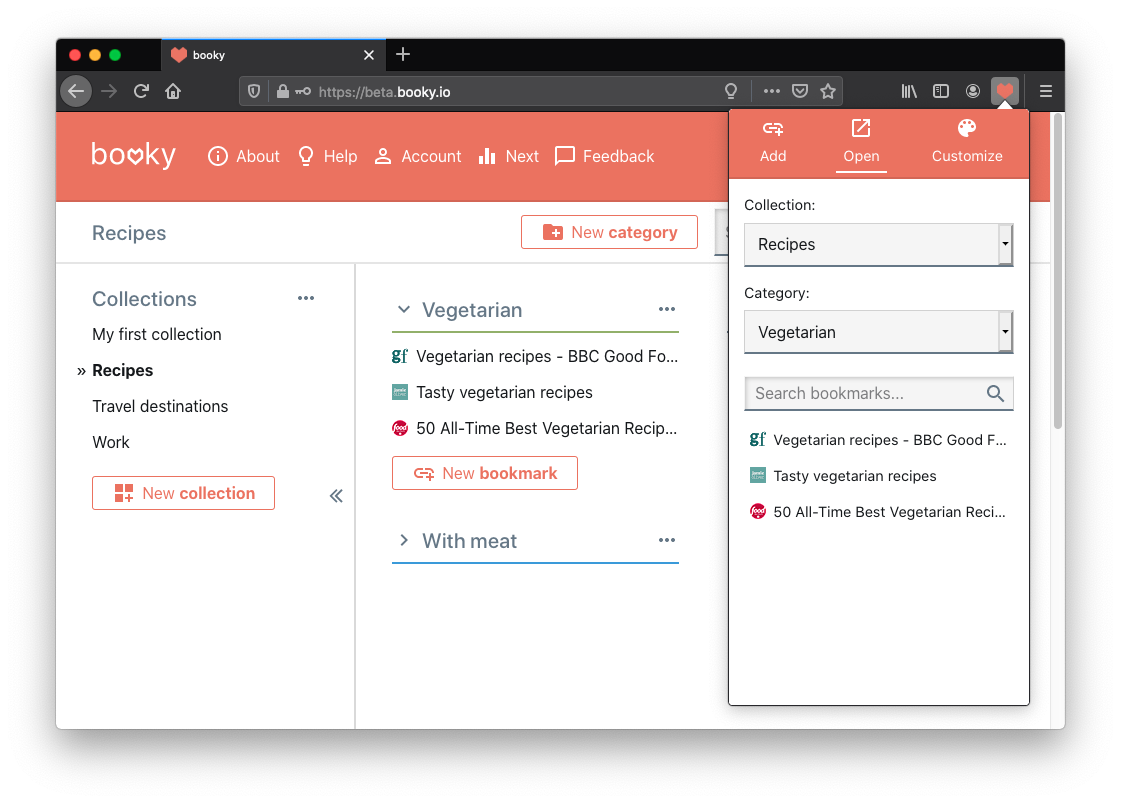 booky
https://beta.booky.io
booky
About
Help
Account
Next
Feedback
Recipes
New category
Collections
My first collection
» Recipes
Travel destinations
Work
New collection
Vegetarian
gf Vegetarian recipes - BBC Good Fo...
Tasty vegetarian recipes
food 50 All-Time Best Vegetarian Recip...
New bookmark
With meat
Add
Open
Customize
Collection:
Recipes
Category:
Vegetarian
Search bookmarks...
gf Vegetarian recipes - BBC Good F...
Tasty vegetarian recipes
food 50 All-Time Best Vegetarian Reci...